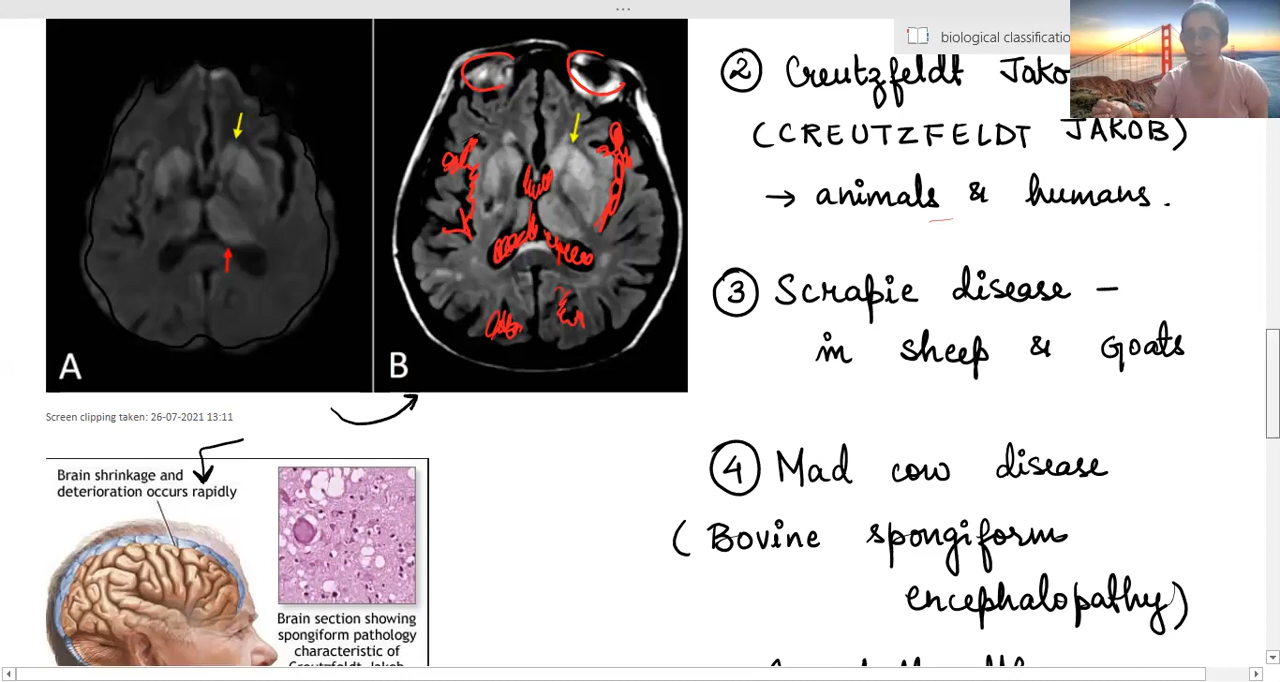 biological classificatio
② Creutzfeldt Jako
(CREUTZFELDT JAKOB)
→ animals & humans.
③ Scrapie disease –
in sheep & Goats
④ Mad cow disease
(Bovine spongiform
encephalopathy)
A
B
Screen clipping taken: 26-07-2021 13:11
Brain shrinkage and
deterioration occurs rapidly
Brain section showing
spongiform pathology
characteristic of
Creutzfeldt-Jakob